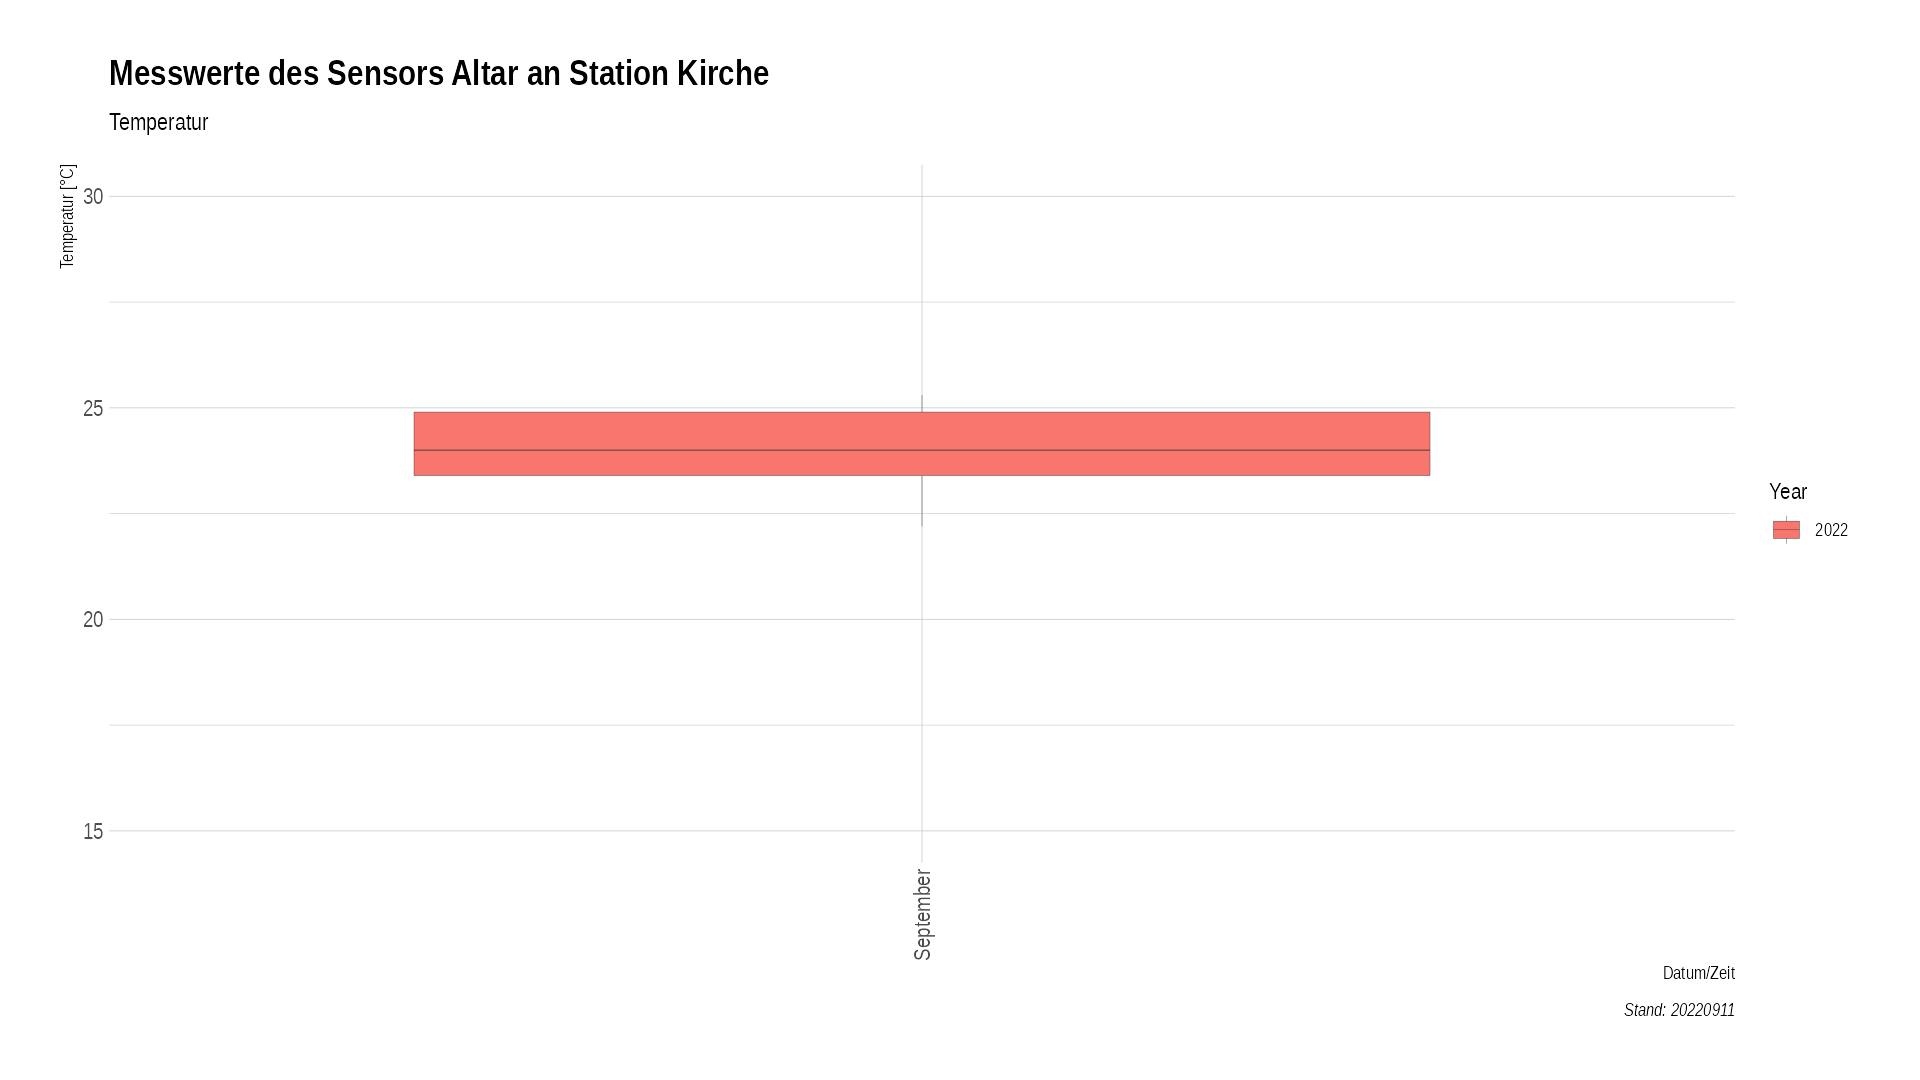 Messwerte des Sensors Altar an Station Kirche
Temperatur
Temperatur [°C]
30
25
20
15
September
Year
2022
Datum/Zeit
Stand: 20220911